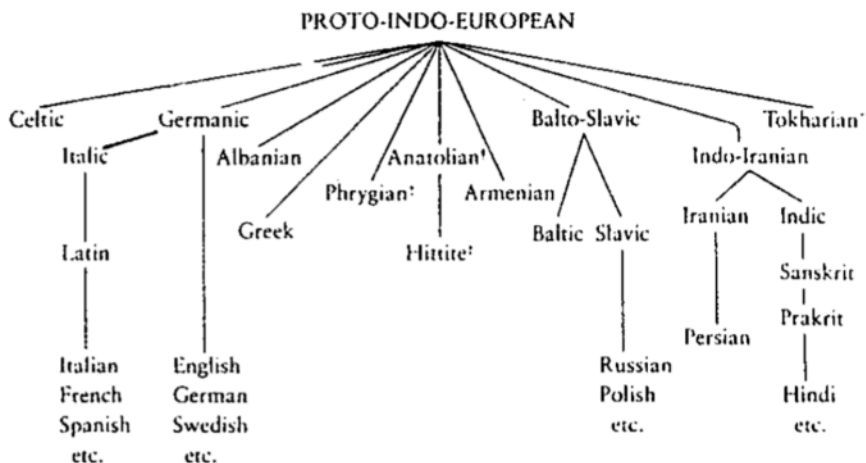 PROTO-INDO-EUROPEAN
Celtic Germanic Balto-Slavic Tokharian
Italic Albanian Anatolian† Indo-Iranian
Phrygian‡ Armenian
Greek Hittite‡ Baltic Slavic Iranian Indic
Latin Sanskrit
Prakrit
Persian
Italian English Russian
French German Polish Hindi
Spanish Swedish etc. etc.
etc. etc.